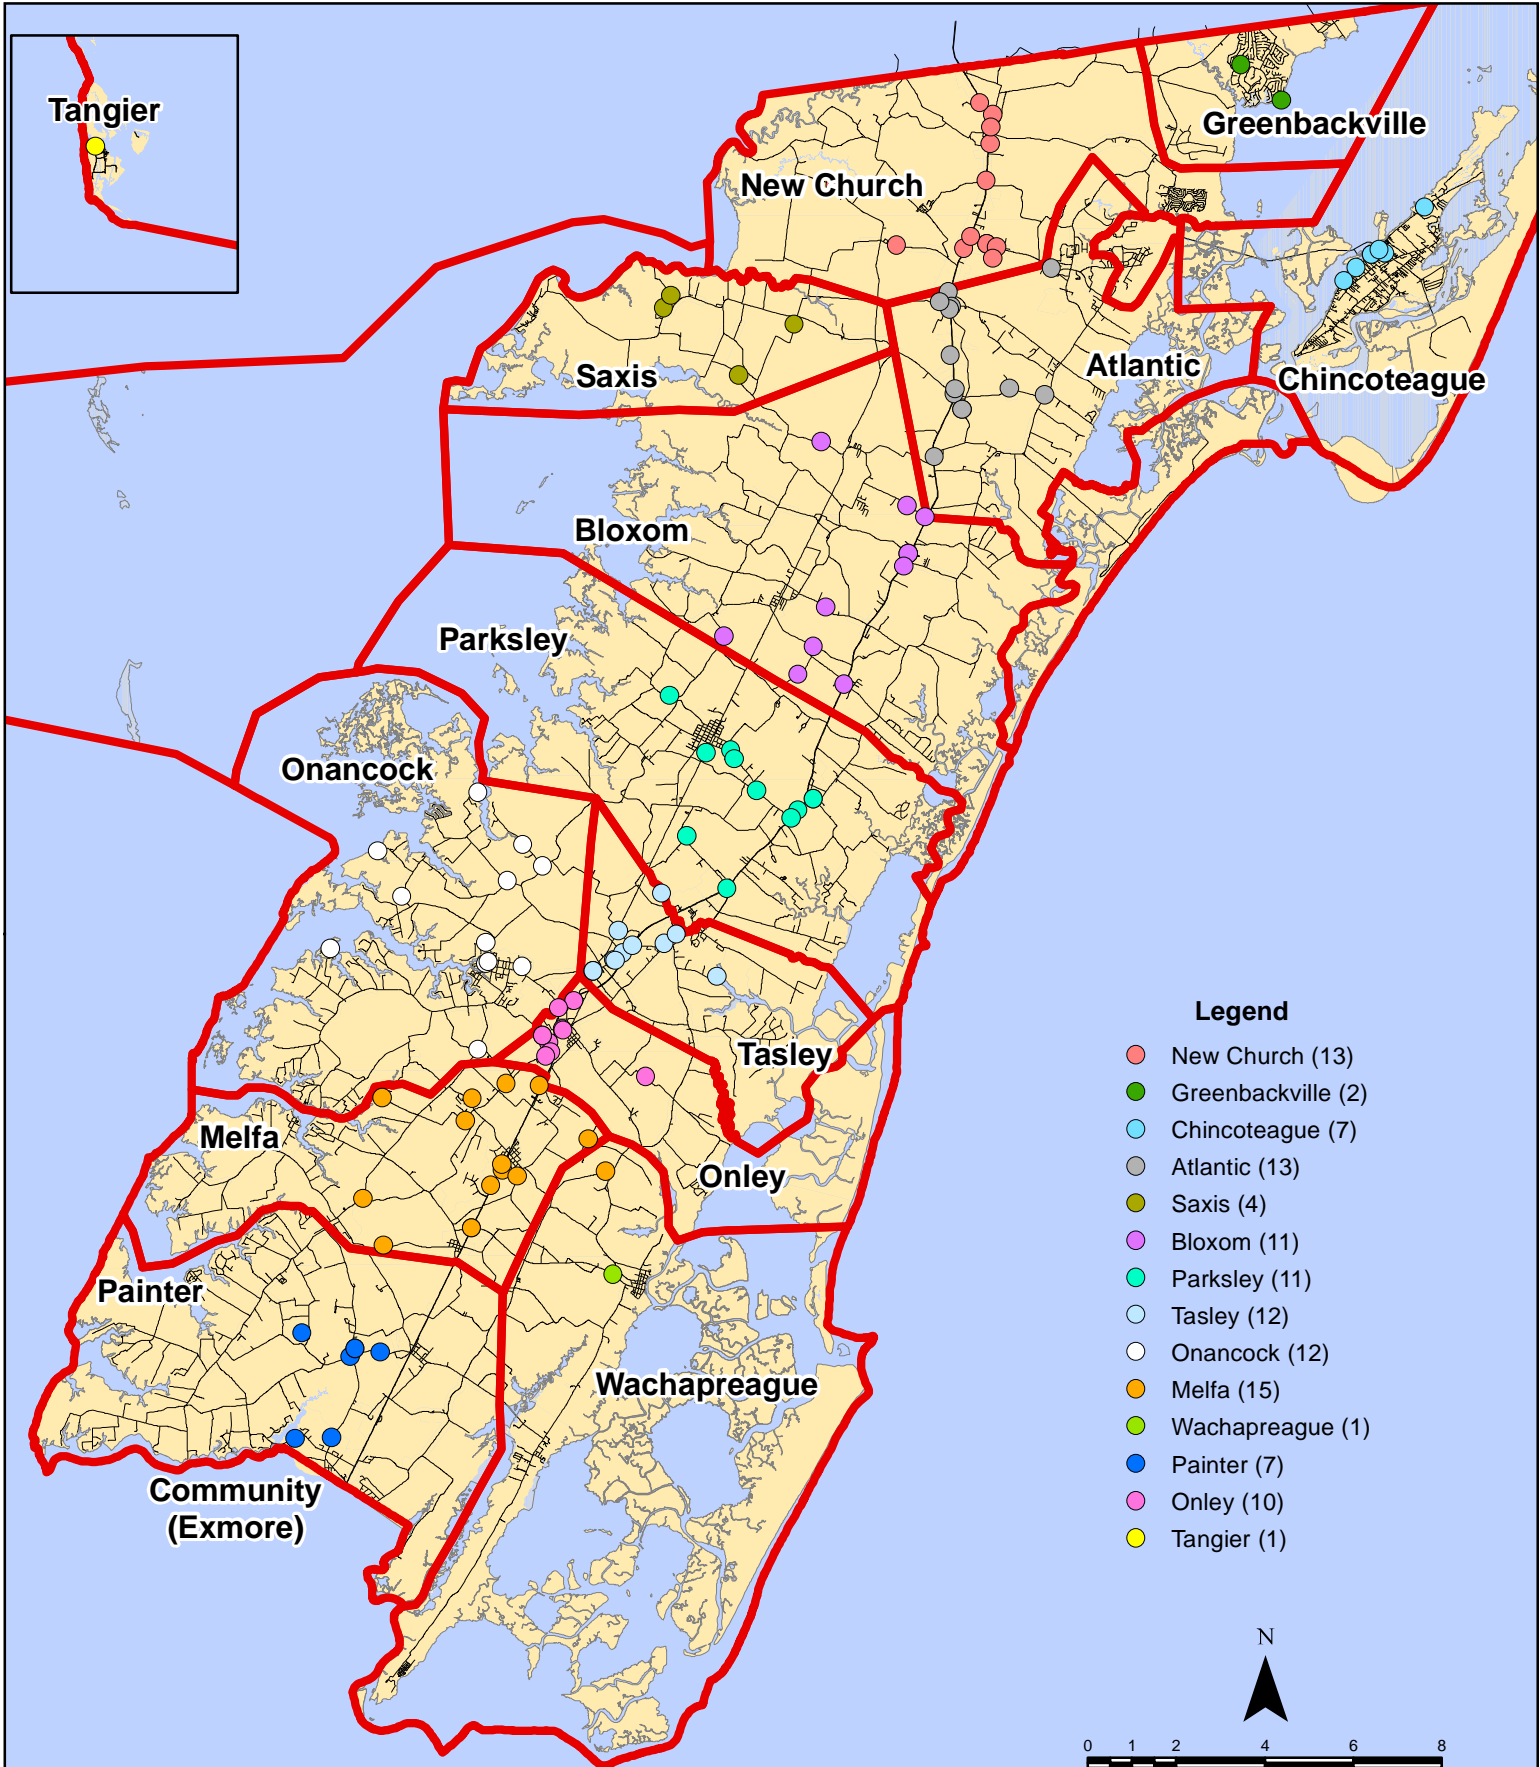 Tangier
Greenbackville
New Church
Saxis
Atlantic
Chincoteague
Bloxom
Parksley
Onancock
Tasley
Melfa
Onley
Painter
Wachapreague
Community
(Exmore)
Legend
New Church (13)
Greenbackville (2)
Chincoteague (7)
Atlantic (13)
Saxis (4)
Bloxom (11)
Parksley (11)
Tasley (12)
Onancock (12)
Melfa (15)
Wachapreague (1)
Painter (7)
Onley (10)
Tangier (1)
N
0 1 2 4 6 8